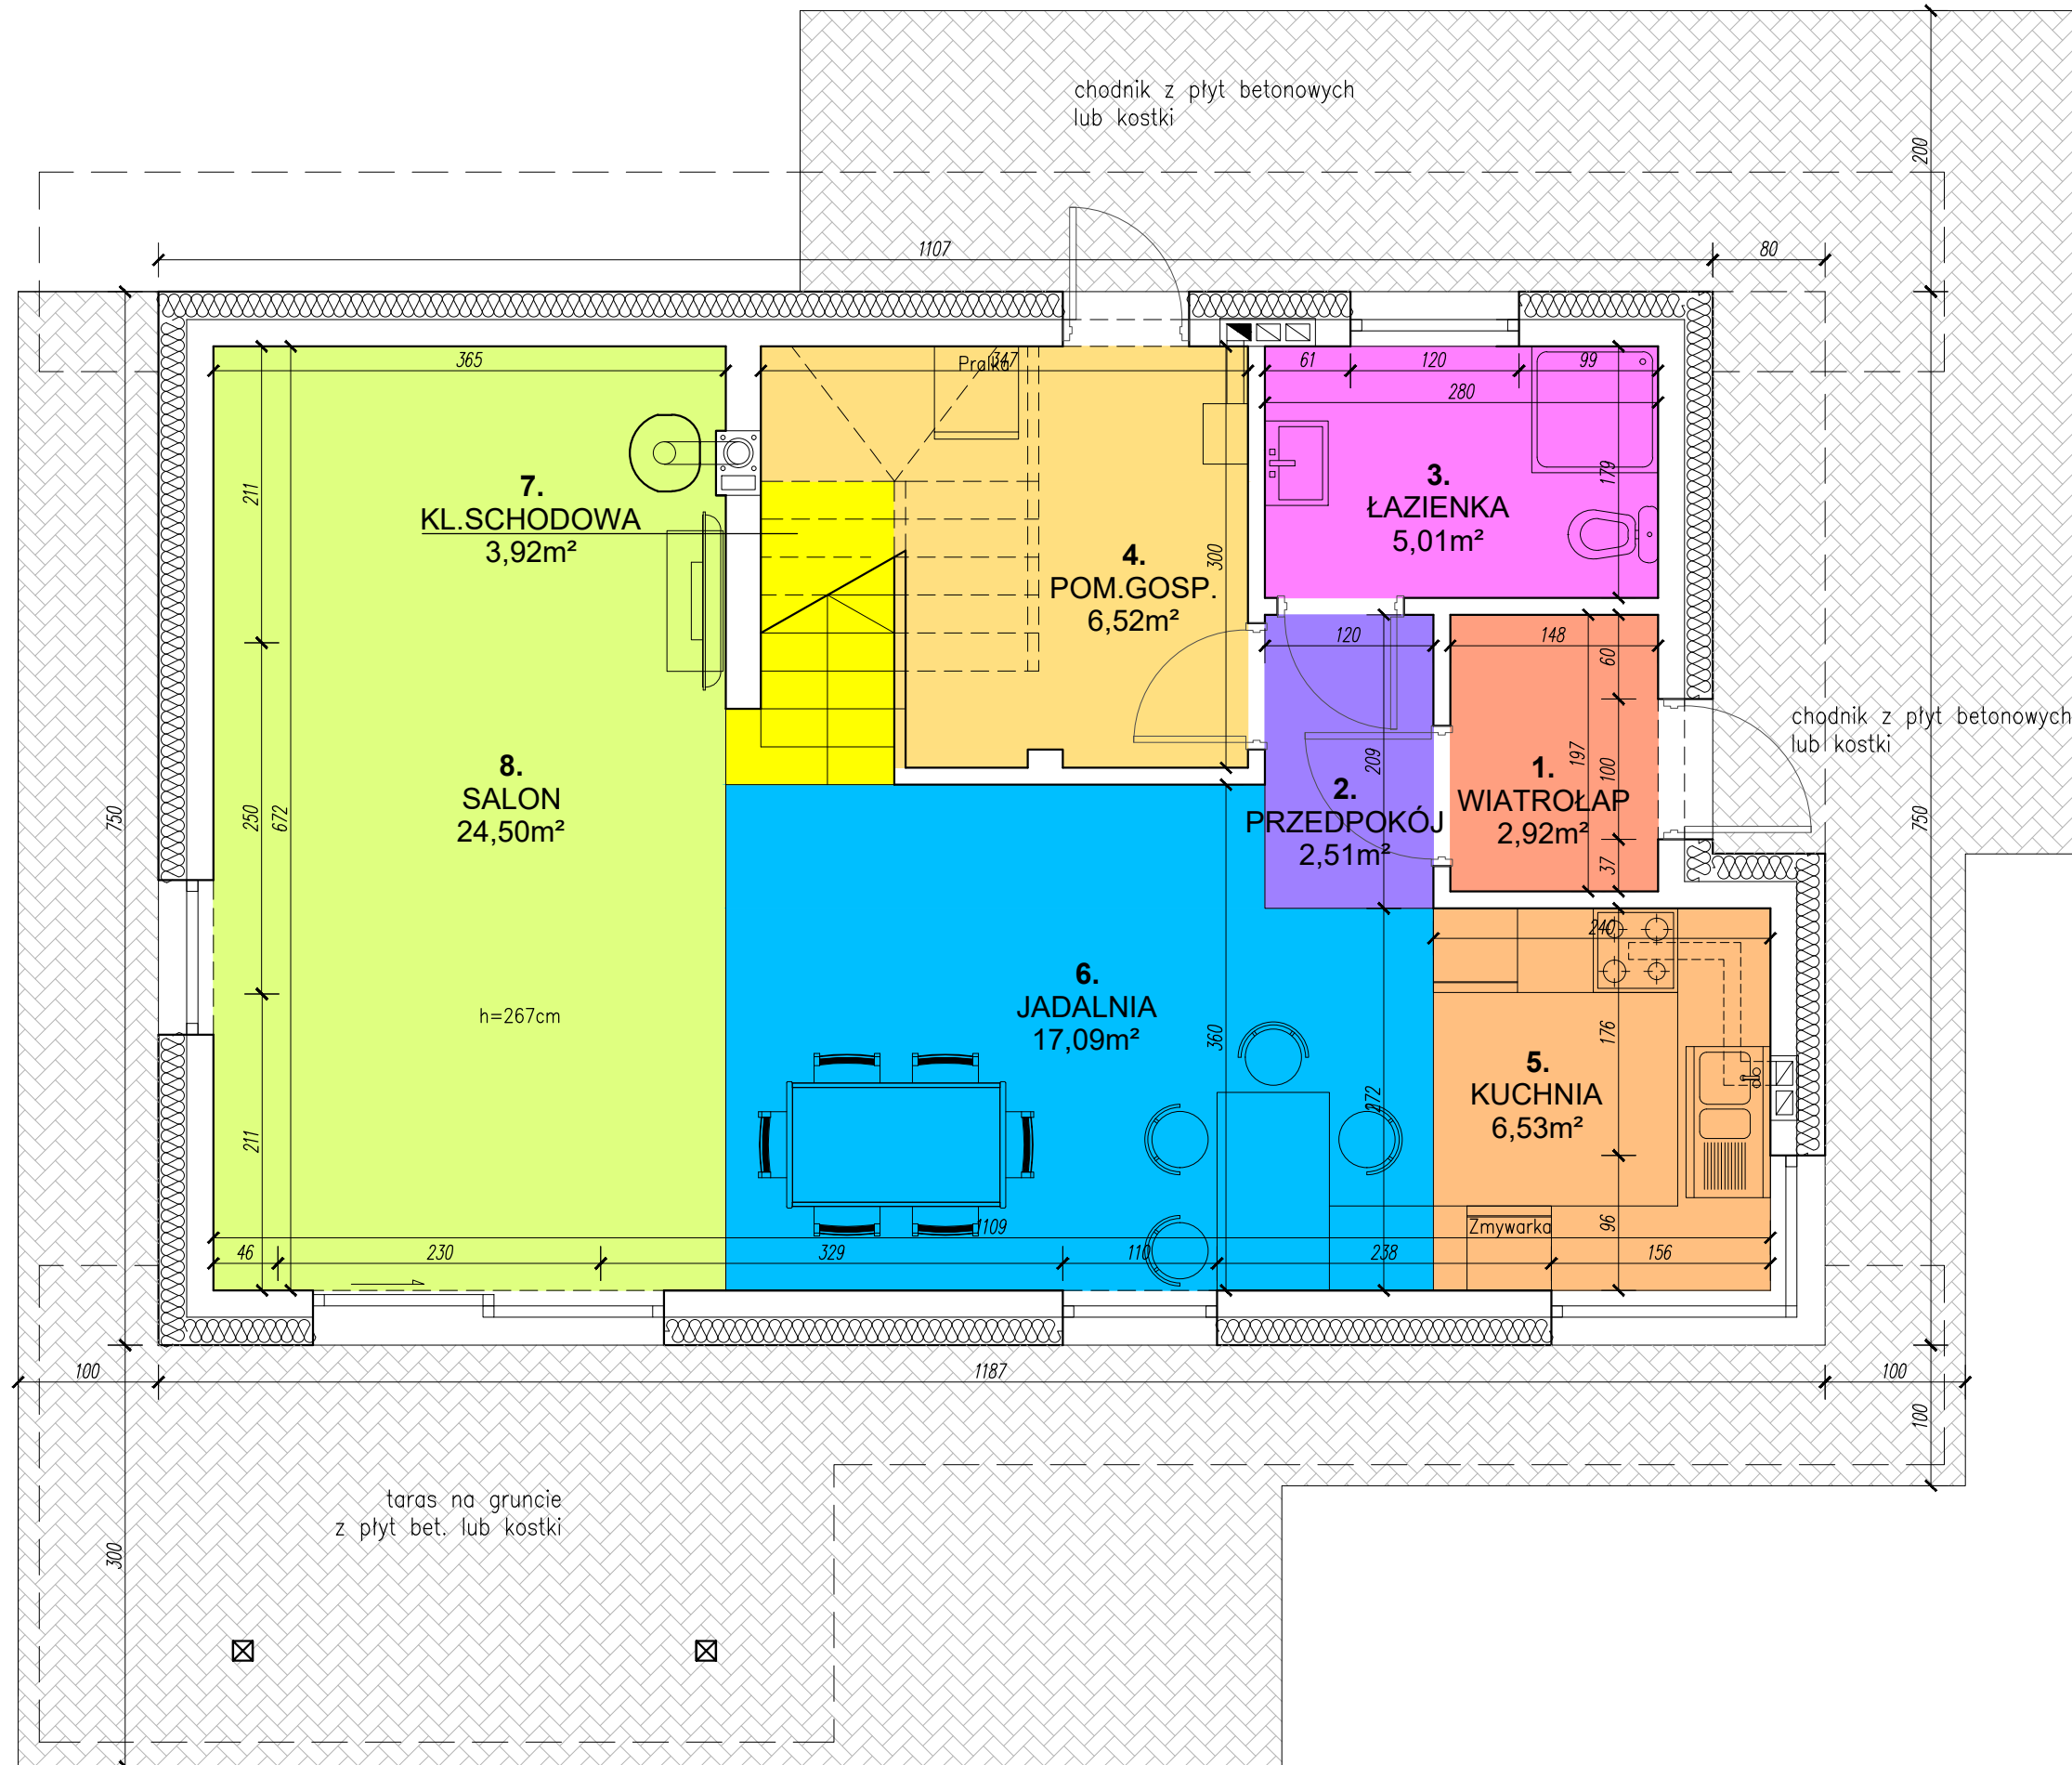 chodnik z płyt betonowych
lub kostki
200
1107
80
365
Pralka
347
61
120
99
280
211
7.
KL.SCHODOWA
3,92m²
4.
POM.GOSP.
6,52m²
300
3.
ŁAZIENKA
5,01m²
179
120
148
60
chodnik z płyt betonowych
lub kostki
750
250
672
8.
SALON
24,50m²
209
2.
PRZEDPOKÓJ
2,51m²
197
100
1.
WIATROŁAP
2,92m²
37
750
240
h=267cm
6.
JADALNIA
17,09m²
360
176
5.
KUCHNIA
6,53m²
272
211
1109
Zmywarka
96
46
230
329
110
238
156
100
1187
100
100
taras na gruncie
z płyt bet. lub kostki
300